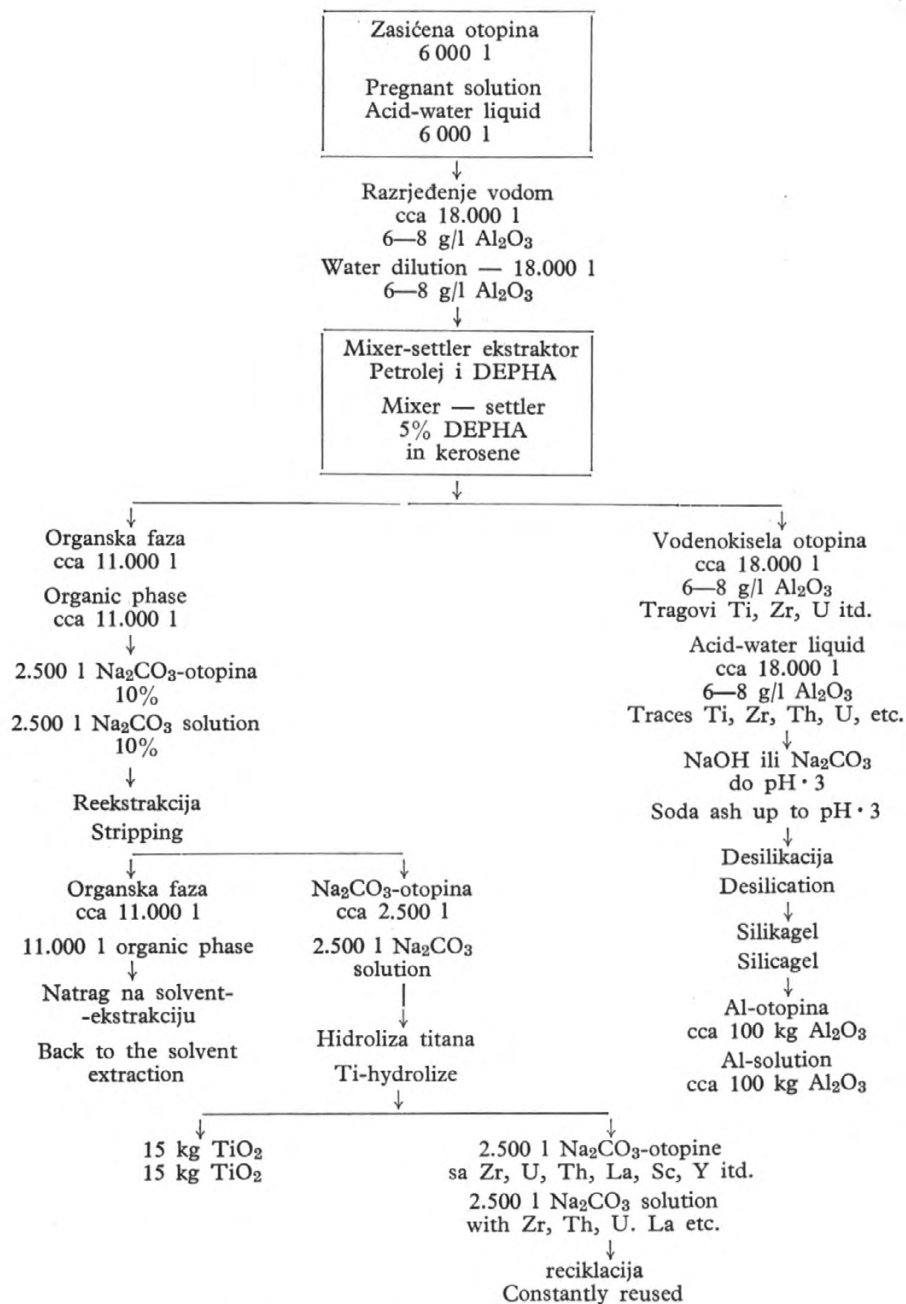 Zasićena otopina
6 000 l
Pregnant solution
Acid-water liquid
6 000 l
Razrjeđenje vodom
cca 18.000 l
6—8 g/l Al₂O₃
Water dilution — 18.000 l
6—8 g/l Al₂O₃
Mixer-settler ekstraktor
Petrolej i DEPHA
Mixer — settler
5% DEPHA
in kerosene
Organska faza
cca 11.000 l
Organic phase
cca 11.000 l
2.500 l Na₂CO₃-otopina
10%
2.500 l Na₂CO₃ solution
10%
Reekstrakcija
Stripping
Organska faza
cca 11.000 l
11.000 l organic phase
Natrag na solvent-
-ekstrakciju
Back to the solvent
extraction
Na₂CO₃-otopina
cca 2.500 l
2.500 l Na₂CO₃
solution
Hidroliza titana
Ti-hydrolize
15 kg TiO₂
15 kg TiO₂
2.500 l Na₂CO₃-otopine
sa Zr, U, Th, La, Sc, Y itd.
2.500 l Na₂CO₃ solution
with Zr, Th, U. La etc.
reciklacija
Constantly reused
Vodenokisela otopina
cca 18.000 l
6—8 g/l Al₂O₃
Tragovi Ti, Zr, U itd.
Acid-water liquid
cca 18.000 l
6—8 g/l Al₂O₃
Traces Ti, Zr, Th, U, etc.
NaOH ili Na₂CO₃
do pH · 3
Soda ash up to pH · 3
Desilikacija
Desilication
Silikagel
Silicagel
Al-otopina
cca 100 kg Al₂O₃
Al-solution
cca 100 kg Al₂O₃